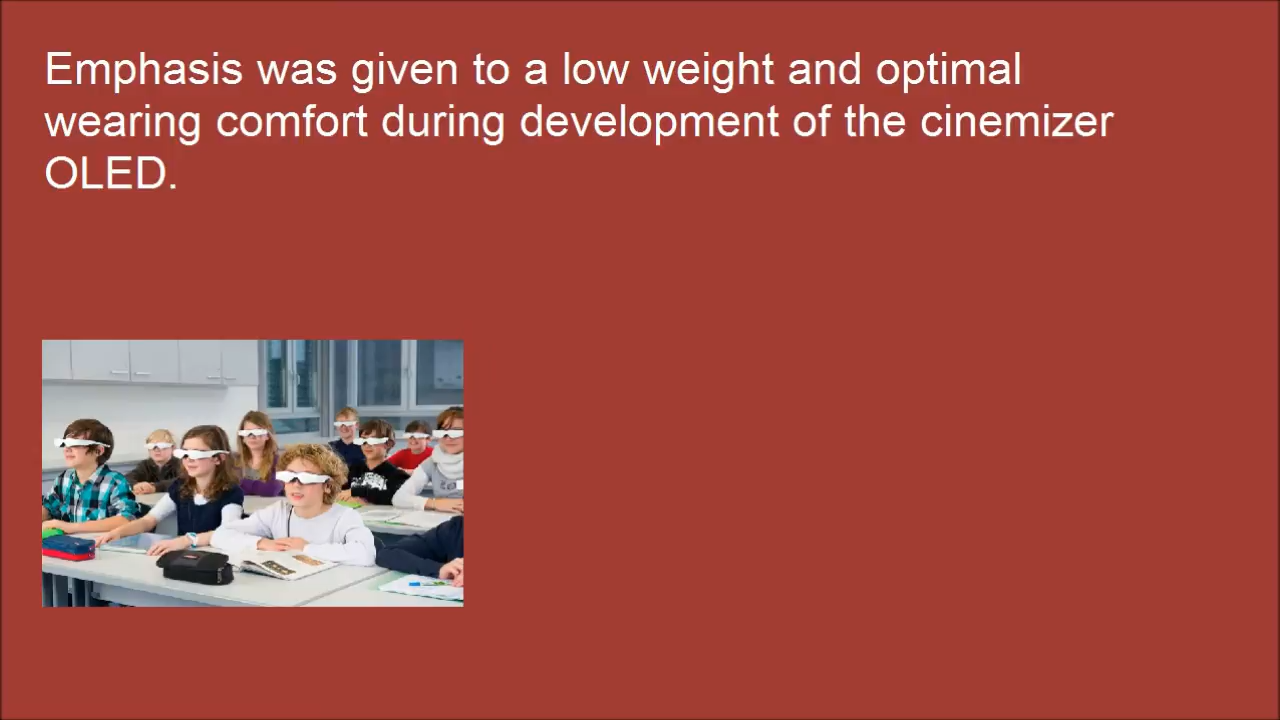 Emphasis was given to a low weight and optimal
wearing comfort during development of the cinemizer
OLED.